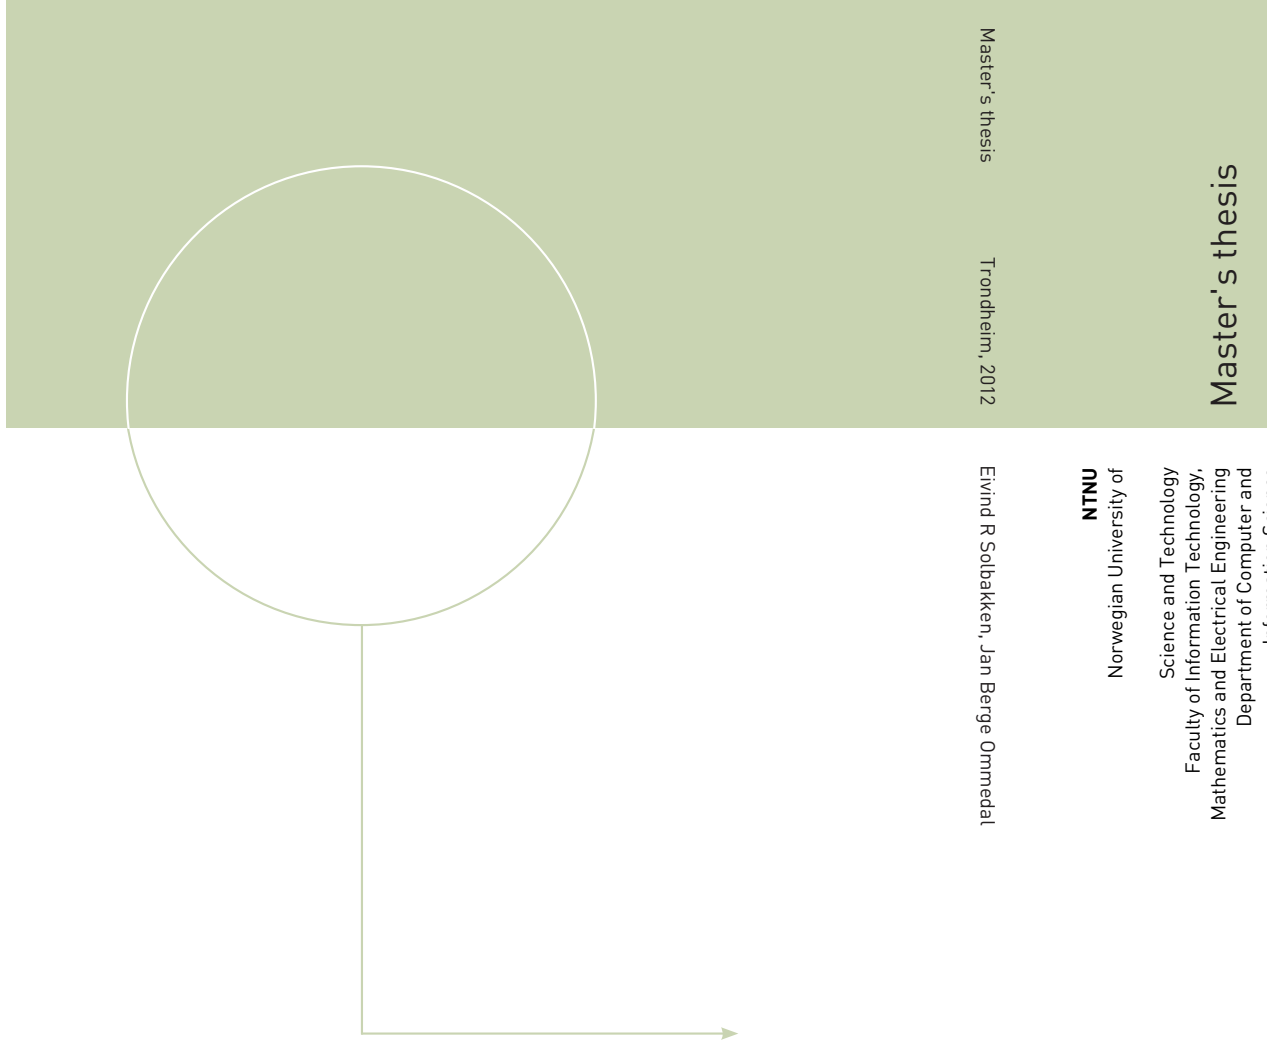 Master's thesis
Trondheim, 2012
Eivind R Solbakken, Jan Berge Ommedal
Master's thesis
NTNU
Norwegian University of
Science and Technology
Faculty of Information Technology,
Mathematics and Electrical Engineering
Department of Computer and